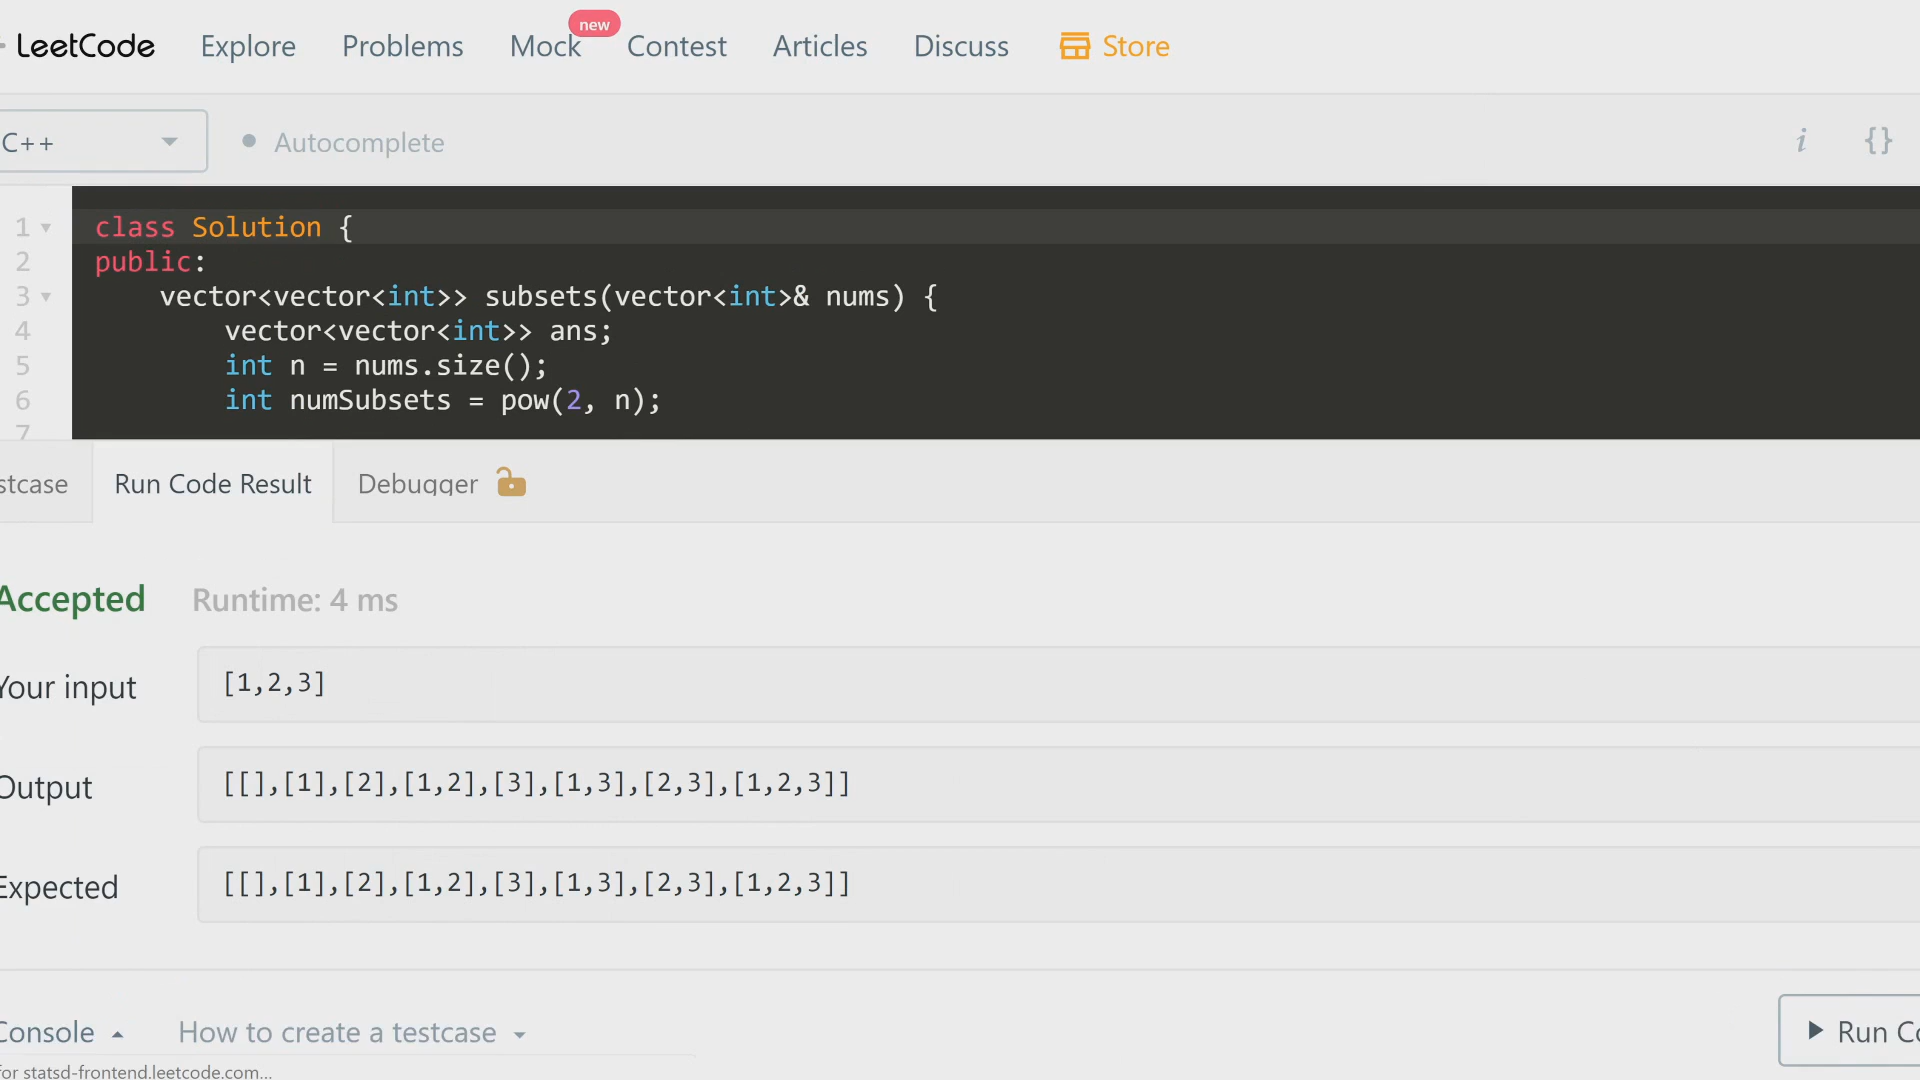 LeetCode Explore Problems Mock new Contest Articles Discuss Store
C++ Autocomplete i {}
1 class Solution {
2 public:
3 vector<vector<int>> subsets(vector<int>& nums) {
4 vector<vector<int>> ans;
5 int n = nums.size();
6 int numSubsets = pow(2, n);
7
stcase Run Code Result Debugger
Accepted Runtime: 4 ms
Your input [1,2,3]
Output [[],[1],[2],[1,2],[3],[1,3],[2,3],[1,2,3]]
Expected [[],[1],[2],[1,2],[3],[1,3],[2,3],[1,2,3]]
Console How to create a testcase Run Co
for statsd-frontend.leetcode.com...